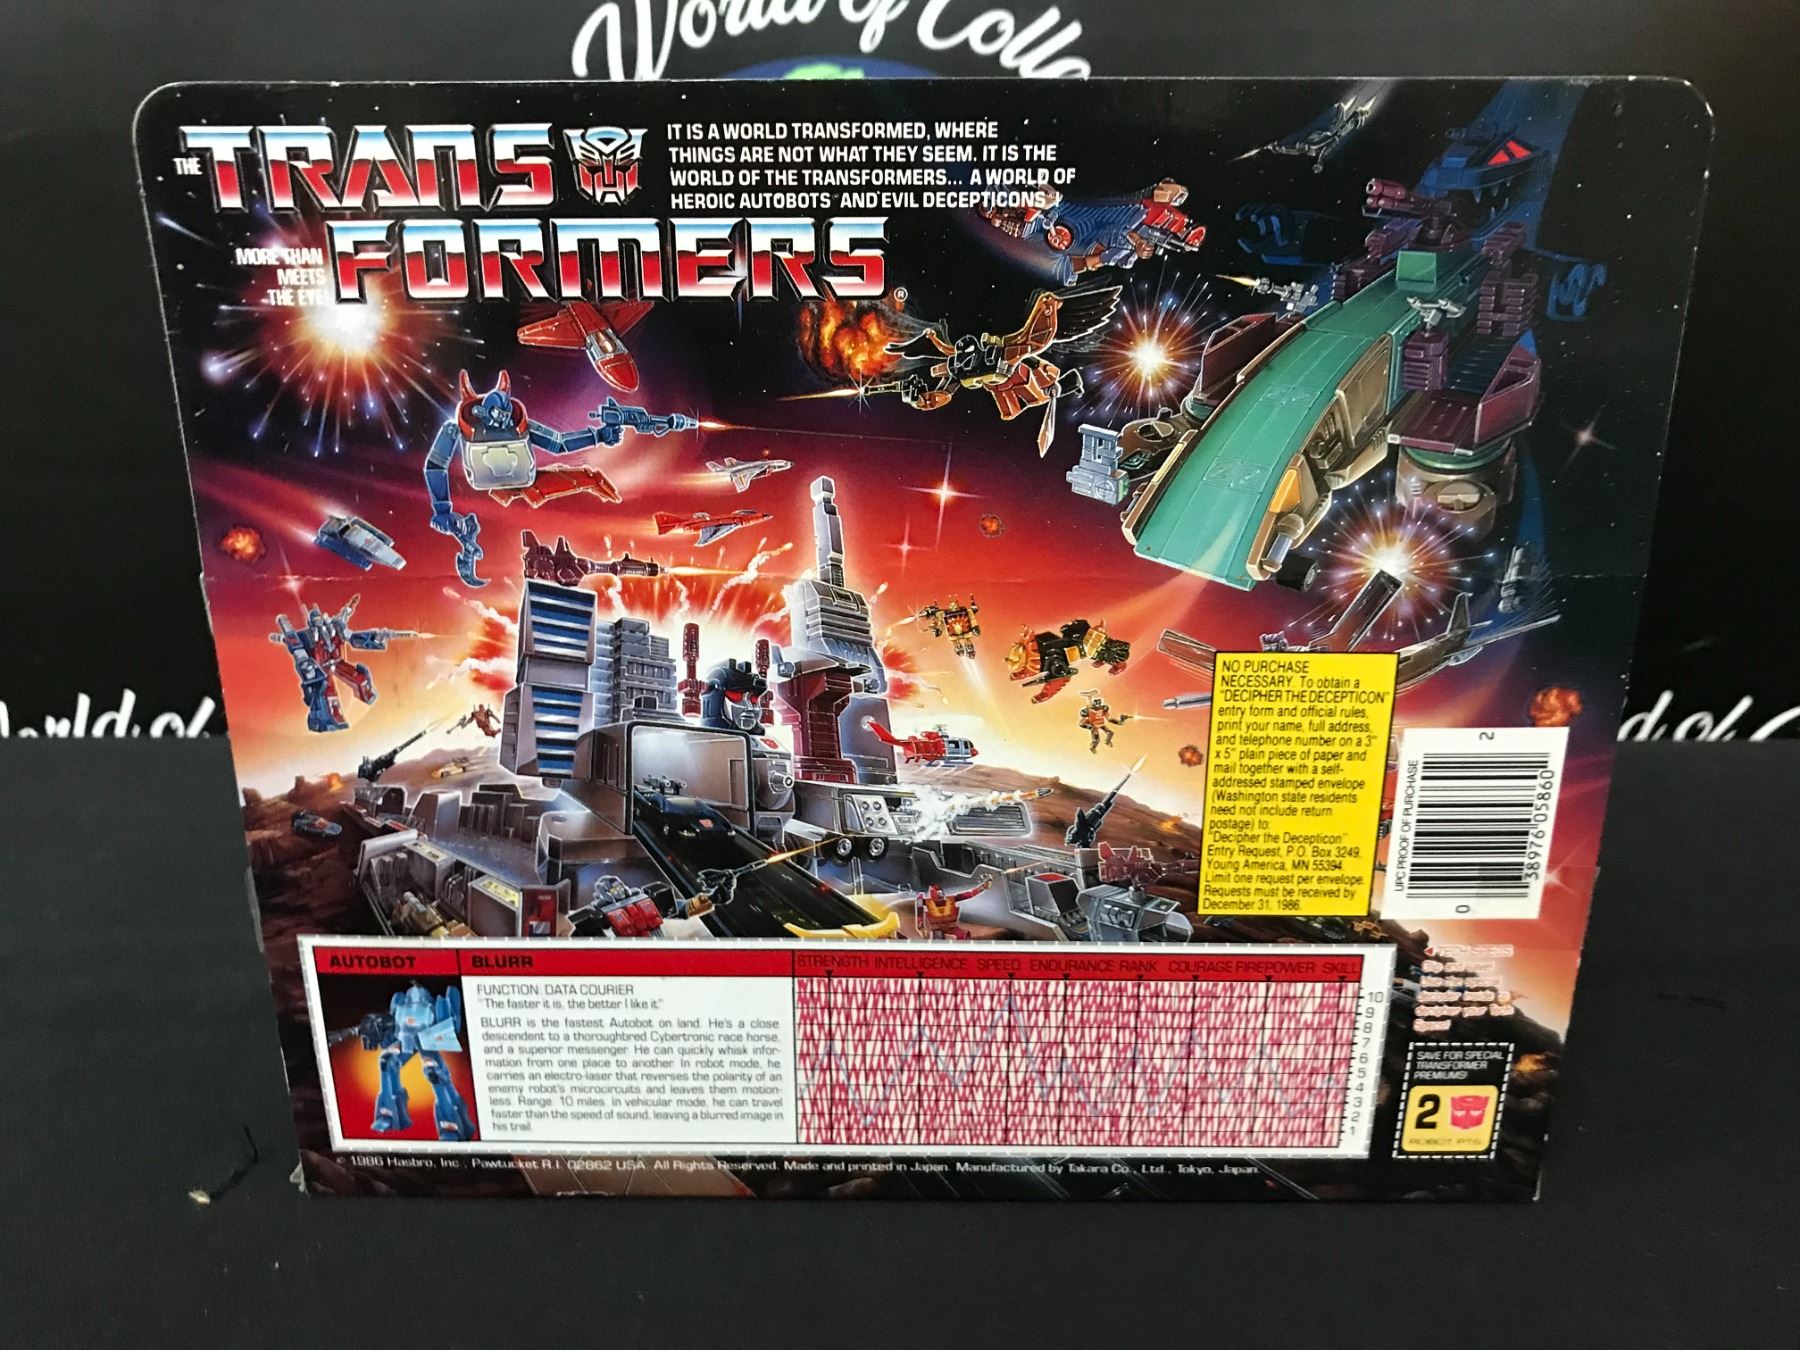 World of Colle
THE TRANS
FORMERS®
MORE THAN
MEETS
THE EYE
IT IS A WORLD TRANSFORMED, WHERE
THINGS ARE NOT WHAT THEY SEEM. IT IS THE
WORLD OF THE TRANSFORMERS... A WORLD OF
HEROIC AUTOBOTS AND EVIL DECEPTICONS
NO PURCHASE
NECESSARY. To obtain a
"DECIPHER THE DECEPTICON"
entry form and official rules,
print your name, full address,
and telephone number on a 3"
x 5" plain piece of paper and
mail together with a self-
addressed stamped envelope
(Washington state residents
need not include return
postage) to:
"Decipher the Decepticon"
Entry Request, P.O. Box 3249,
Young America, MN 55394
Limit one request per envelope.
Requests must be received by
December 31, 1986.
UPC PROOF OF PURCHASE
0 38976 05860 2
World of
d of C
AUTOBOT
BLURR
FUNCTION: DATA COURIER
"The faster it is, the better I like it."
BLURR is the fastest Autobot on land. He's a close
descendent to a thoroughbred Cybertronic race horse,
and a superior messenger. He can quickly whisk infor-
mation from one place to another. In robot mode, he
carries an electro-laser that reverses the polarity of an
enemy robot's microcircuits and leaves them motion-
less. Range: 10 miles. In vehicular mode, he can travel
faster than the speed of sound, leaving a blurred image in
his trail.
STRENGTH INTELLIGENCE SPEED ENDURANCE RANK COURAGE FIREPOWER SKILL
10
9
8
7
6
5
4
3
2
1
TECH SPECS
SAVE FOR SPECIAL
TRANSFORMER
PREMIUMS!
2
ROBOT PTS
© 1986 Hasbro, Inc., Pawtucket R.I. 02862 USA. All Rights Reserved. Made and printed in Japan. Manufactured by Takara Co., Ltd., Tokyo, Japan.